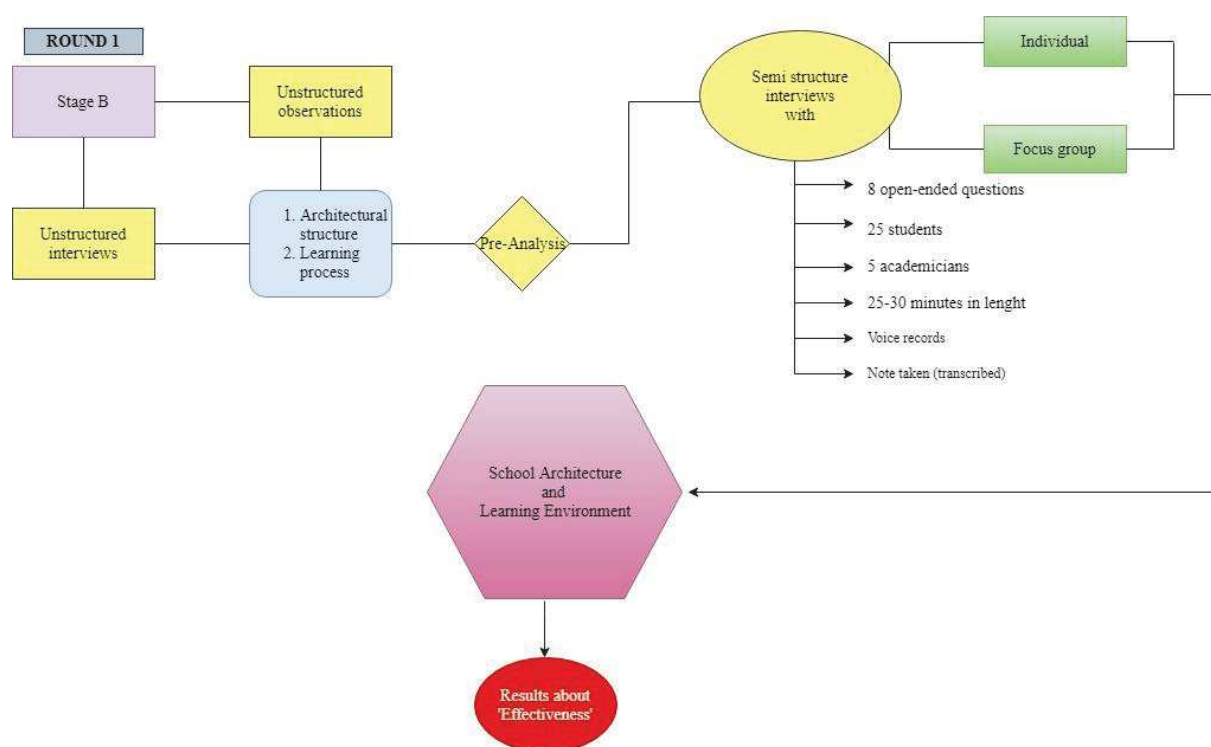 ROUND 1
Stage B
Unstructured
observations
Unstructured
interviews
1. Architectural
structure
2. Learning
process
Pre-Analysis
Semi structure
interviews
with
Individual
Focus group
8 open-ended questions
25 students
5 academicians
25-30 minutes in lenght
Voice records
Note taken (transcribed)
School Architecture
and
Learning Environment
Results about
'Effectiveness'